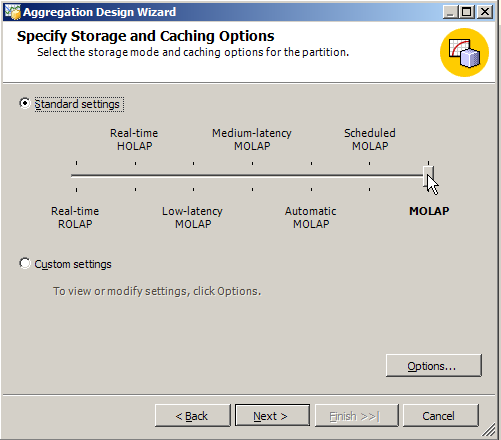 Aggregation Design Wizard
Specify Storage and Caching Options
Select the storage mode and caching options for the partition.
Standard settings
Real-time Medium-latency Scheduled
HOLAP MOLAP MOLAP
Real-time Low-latency Automatic MOLAP
ROLAP MOLAP MOLAP
Custom settings
To view or modify settings, click Options.
Options...
< Back Next > Finish >>| Cancel